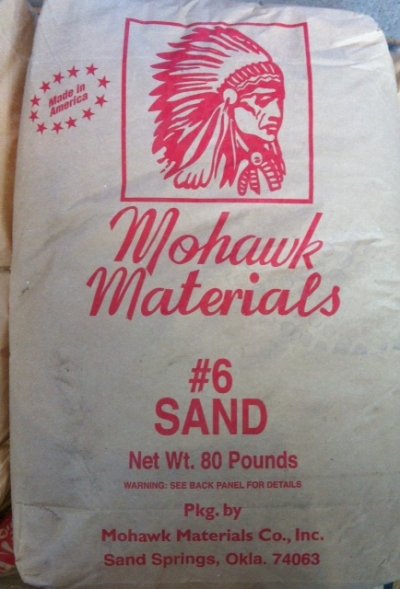 Made in
America
Mohawk
Materials
#6
SAND
Net Wt. 80 Pounds
WARNING: SEE BACK PANEL FOR DETAILS
Pkg. by
Mohawk Materials Co., Inc.
Sand Springs, Okla. 74063